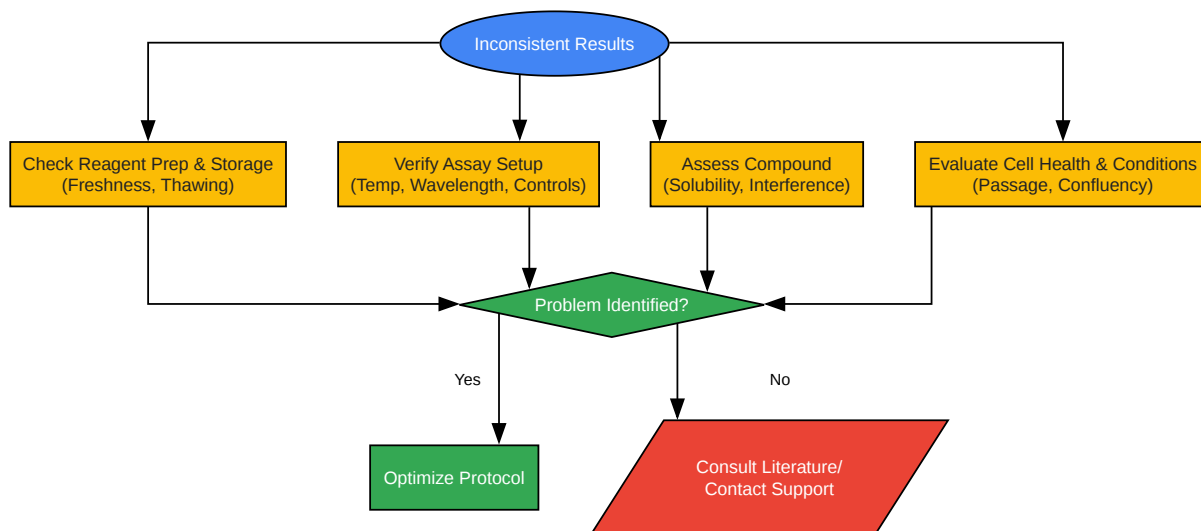 Inconsistent Results
Check Reagent Prep & Storage
(Freshness, Thawing)
Verify Assay Setup
(Temp, Wavelength, Controls)
Assess Compound
(Solubility, Interference)
Evaluate Cell Health & Conditions
(Passage, Confluency)
Problem Identified?
Yes
No
Optimize Protocol
Consult Literature/
Contact Support